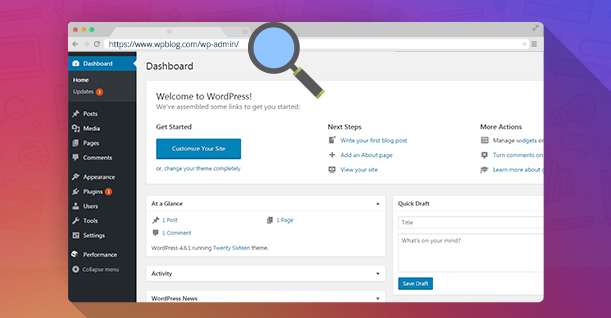 https://www.wpblog.com/wp-admin/
Dashboard
Home
Updates 1
Posts
Media
Pages
Comments
Appearance
Plugins 1
Users
Tools
Settings
Performance
Collapse menu
Dashboard
Welcome to WordPress!
We've assembled some links to get you started:
Get Started
Customize Your Site
or, change your theme completely
Next Steps
Write your first blog post
Add an About page
View your site
More Actions
Manage widgets
Turn comments on
Learn more about
At a Glance
1 Post
1 Page
1 Comment
WordPress 4.6.1 running Twenty Sixteen theme.
Activity
WordPress News
Quick Draft
Title
What's on your mind?
Save Draft